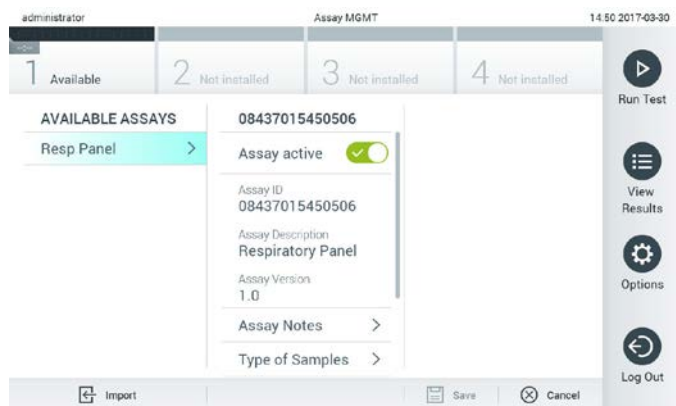 administrator Assay MGMT 14:50 2017-03-30
1 Available 2 Not installed 3 Not installed 4 Not installed
AVAILABLE ASSAYS
Resp Panel
08437015450506
Assay active
Assay ID
08437015450506
Assay Description
Respiratory Panel
Assay Version
1.0
Assay Notes
Type of Samples
Run Test
View
Results
Options
Log Out
Import Save Cancel